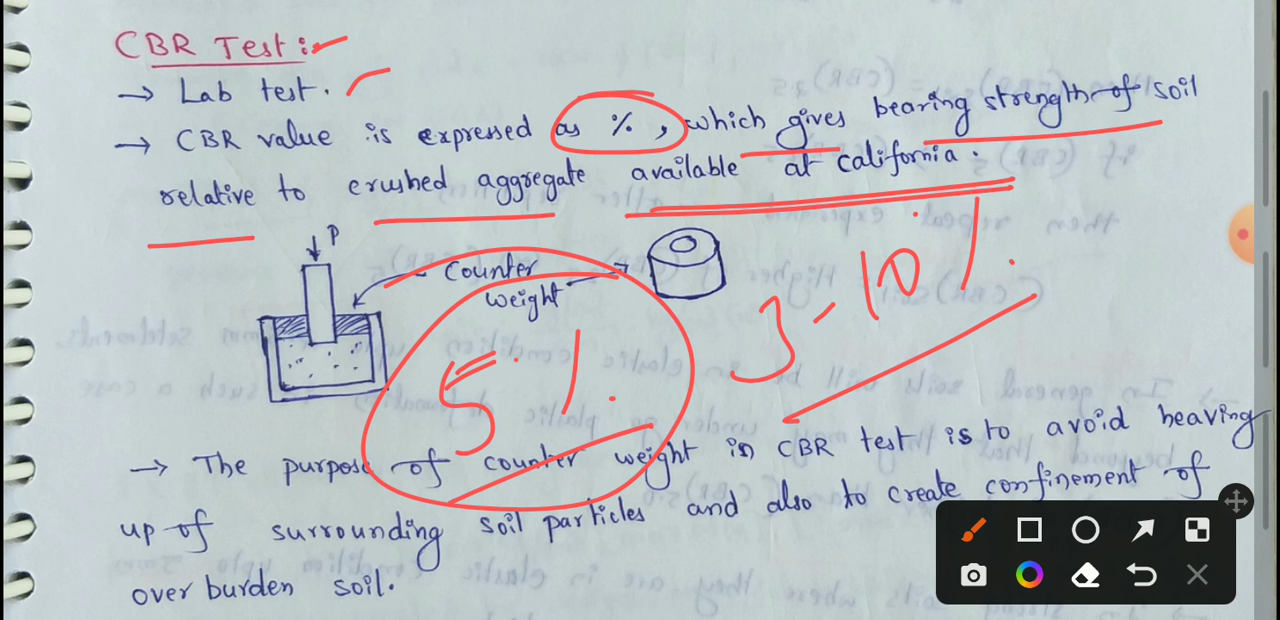 CBR Test:-
→ Lab test.
→ CBR value is expressed as %, which gives bearing strength of soil
relative to crushed aggregate available at california.
P
Counter
weight
5%
3-10%
→ The purpose of counter weight in CBR test is to avoid heaving
up of surrounding soil particles and also to create confinement of
over burden soil.